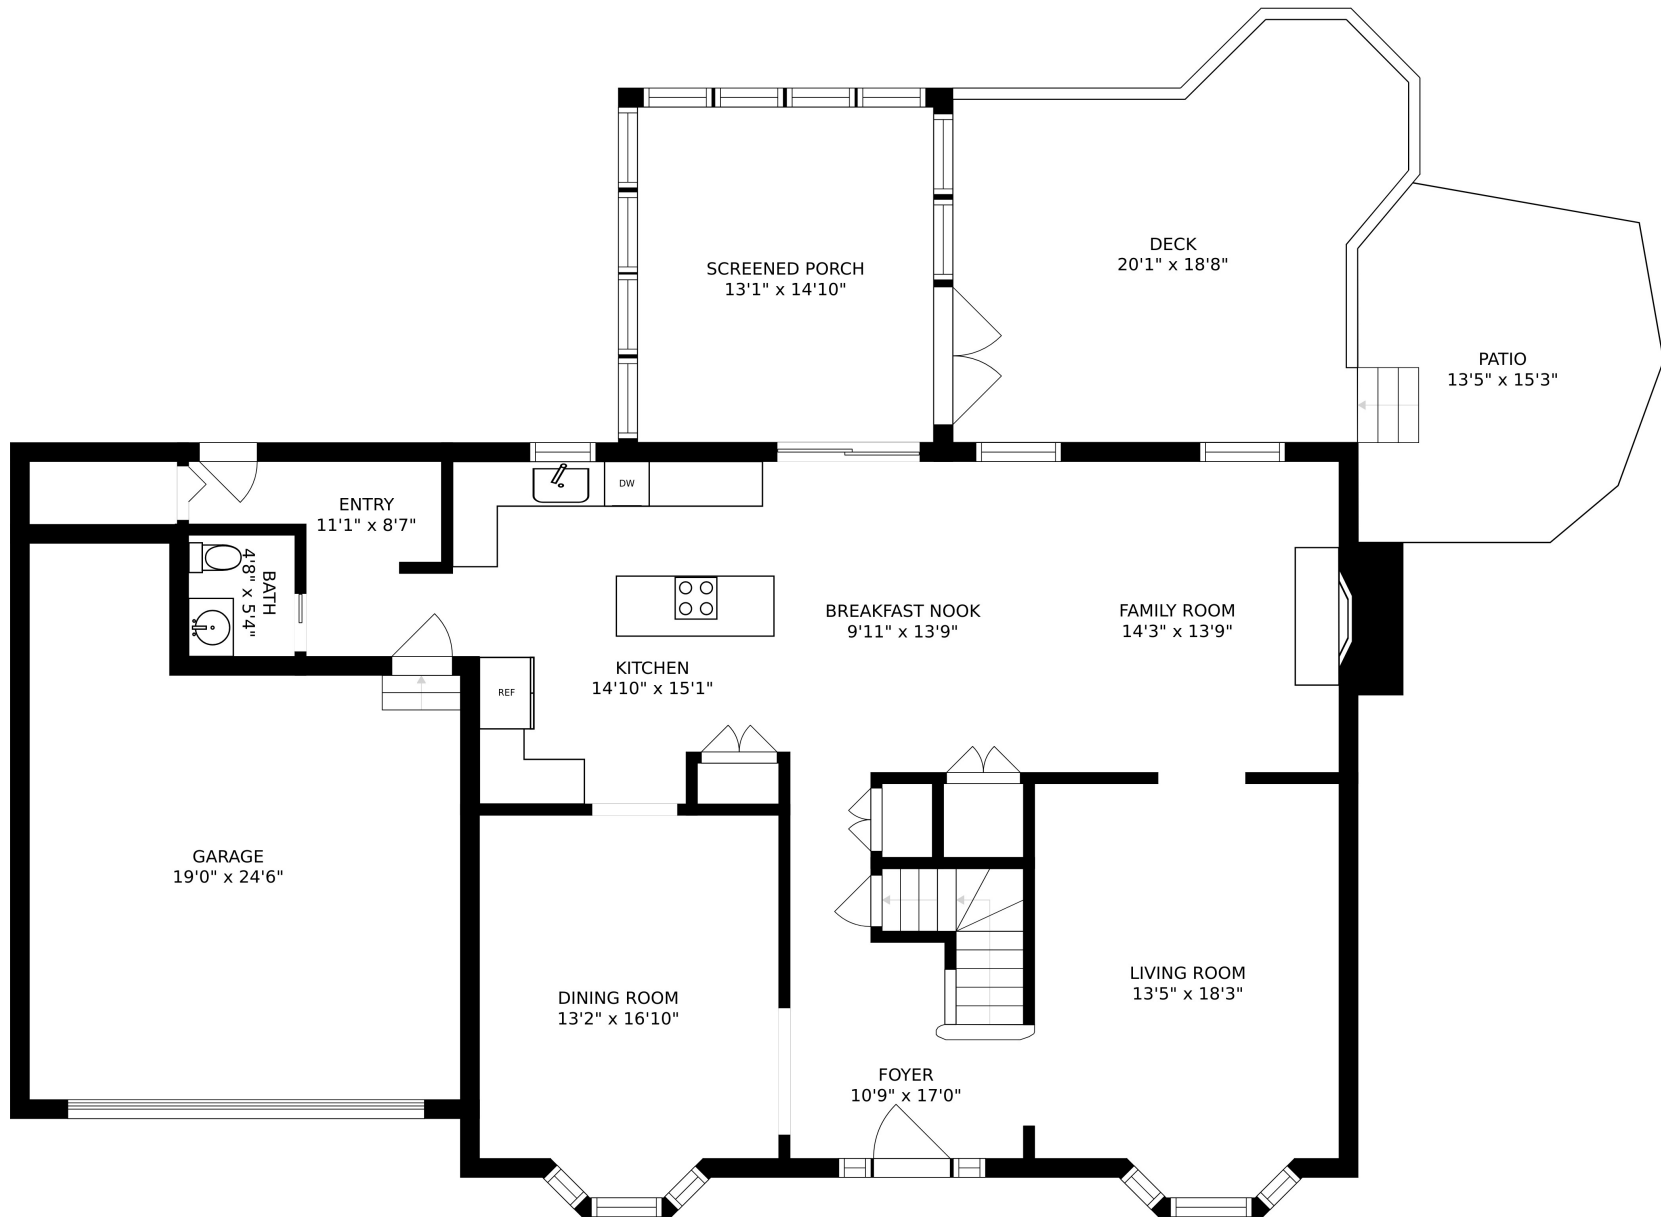 DECK
20'1" x 18'8"
SCREENED PORCH
13'1" x 14'10"
PATIO
13'5" x 15'3"
DW
ENTRY
11'1" x 8'7"
BATH
4'8" x 5'4"
BREAKFAST NOOK
9'11" x 13'9"
FAMILY ROOM
14'3" x 13'9"
KITCHEN
14'10" x 15'1"
REF
GARAGE
19'0" x 24'6"
LIVING ROOM
13'5" x 18'3"
DINING ROOM
13'2" x 16'10"
FOYER
10'9" x 17'0"